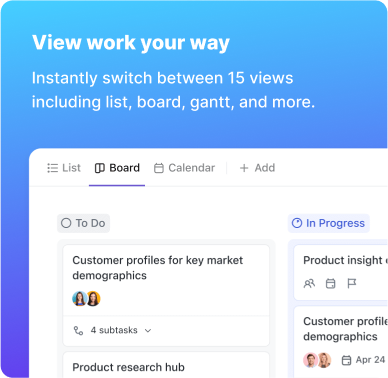 View work your way
Instantly switch between 15 views
including list, board, gantt, and more.
List Board Calendar + Add
To Do
Customer profiles for key market
demographics
4 subtasks
Product research hub
In Progress
Product insight
Customer profile
demographics
Apr 24